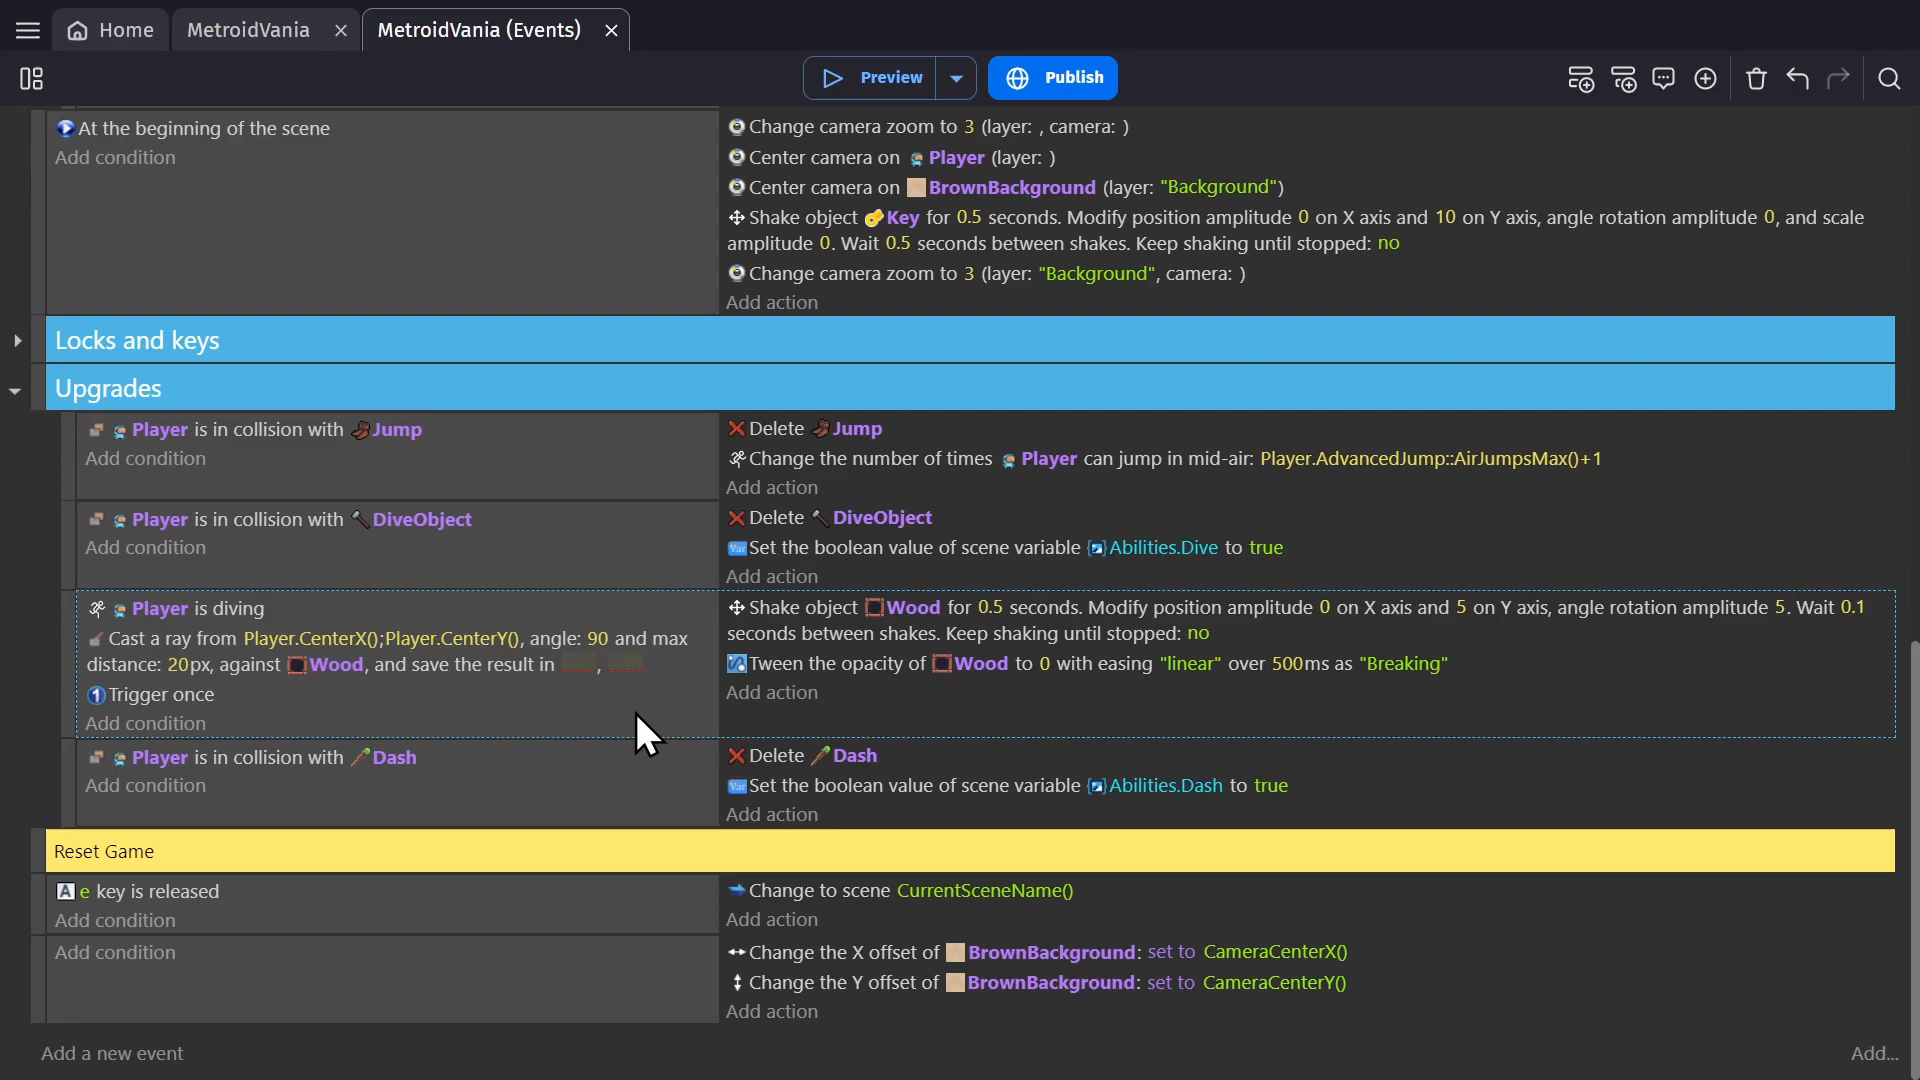 Home
MetroidVania
MetroidVania (Events)
Preview
Publish
At the beginning of the scene
Add condition
Change camera zoom to 3 (layer: , camera: )
Center camera on Player (layer: )
Center camera on BrownBackground (layer: "Background")
Shake object Key for 0.5 seconds. Modify position amplitude 0 on X axis and 10 on Y axis, angle rotation amplitude 0, and scale
amplitude 0. Wait 0.5 seconds between shakes. Keep shaking until stopped: no
Change camera zoom to 3 (layer: "Background", camera: )
Add action
Locks and keys
Upgrades
Player is in collision with Jump
Add condition
Delete Jump
Change the number of times Player can jump in mid-air: Player.AdvancedJump::AirJumpsMax()+1
Add action
Player is in collision with DiveObject
Add condition
Delete DiveObject
Var Set the boolean value of scene variable Abilities.Dive to true
Add action
Player is diving
Cast a ray from Player.CenterX();Player.CenterY(), angle: 90 and max
distance: 20px, against Wood, and save the result in , 
1 Trigger once
Add condition
Shake object Wood for 0.5 seconds. Modify position amplitude 0 on X axis and 5 on Y axis, angle rotation amplitude 5. Wait 0.1
seconds between shakes. Keep shaking until stopped: no
Tween the opacity of Wood to 0 with easing "linear" over 500ms as "Breaking"
Add action
Player is in collision with Dash
Add condition
Delete Dash
Var Set the boolean value of scene variable Abilities.Dash to true
Add action
Reset Game
A e key is released
Add condition
Change to scene CurrentSceneName()
Add action
Add condition
Change the X offset of BrownBackground: set to CameraCenterX()
Change the Y offset of BrownBackground: set to CameraCenterY()
Add action
Add a new event
Add...